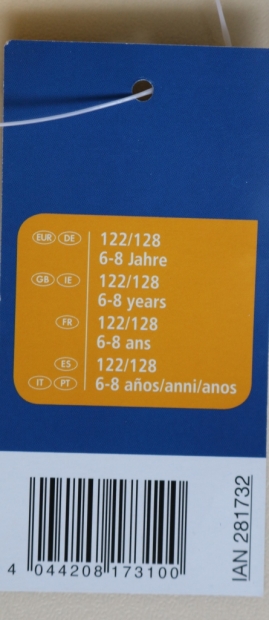 EUR DE 122/128
6-8 Jahre
GB IE 122/128
6-8 years
FR 122/128
6-8 ans
ES 122/128
IT PT 6-8 años/anni/anos
4 044208 173100
IAN 281732